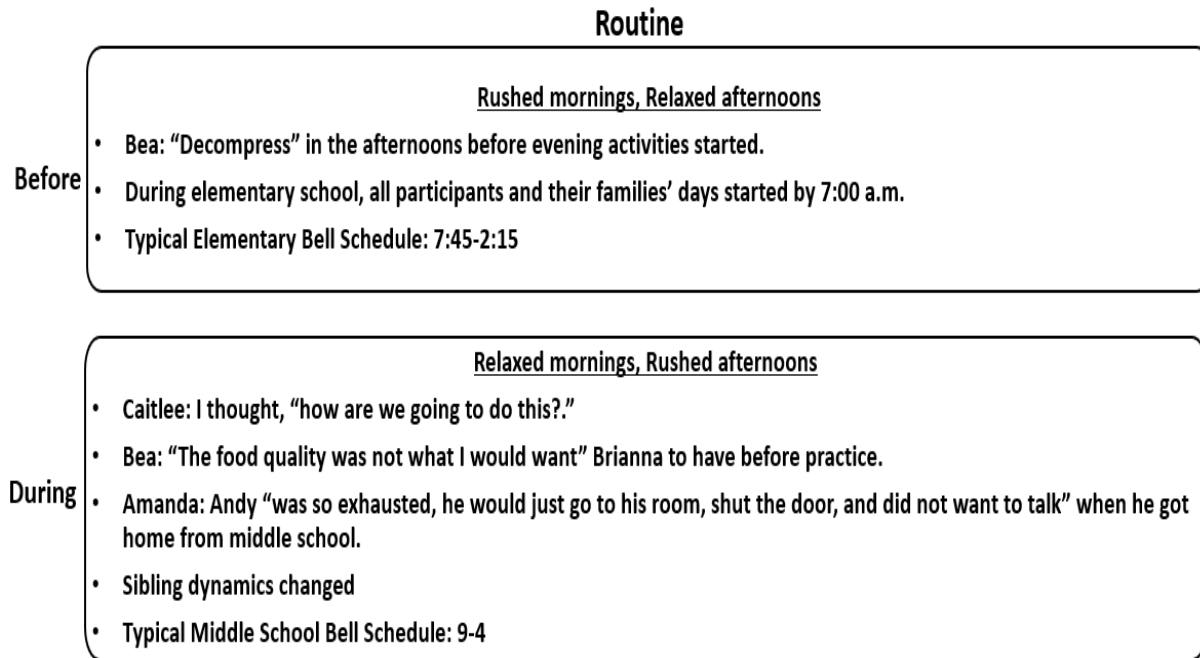 Routine
Rushed mornings, Relaxed afternoons
Before
• Bea: “Decompress” in the afternoons before evening activities started.
• During elementary school, all participants and their families’ days started by 7:00 a.m.
• Typical Elementary Bell Schedule: 7:45-2:15
Relaxed mornings, Rushed afternoons
During
• Caitlee: I thought, “how are we going to do this?.”
• Bea: “The food quality was not what I would want” Brianna to have before practice.
• Amanda: Andy “was so exhausted, he would just go to his room, shut the door, and did not want to talk” when he got
home from middle school.
• Sibling dynamics changed
• Typical Middle School Bell Schedule: 9-4